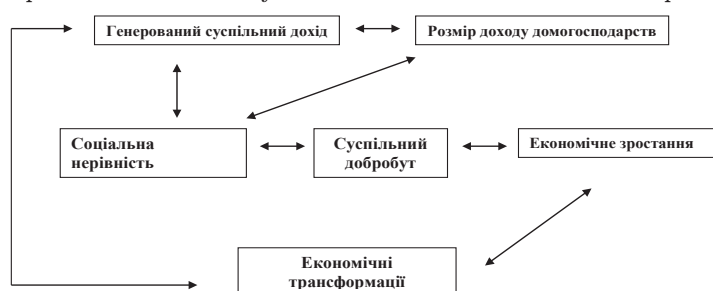 Генерований суспільний дохід
Розмір доходу домогосподарств
Соціальна
нерівність
Суспільний
добробут
Економічне зростання
Економічні
трансформації